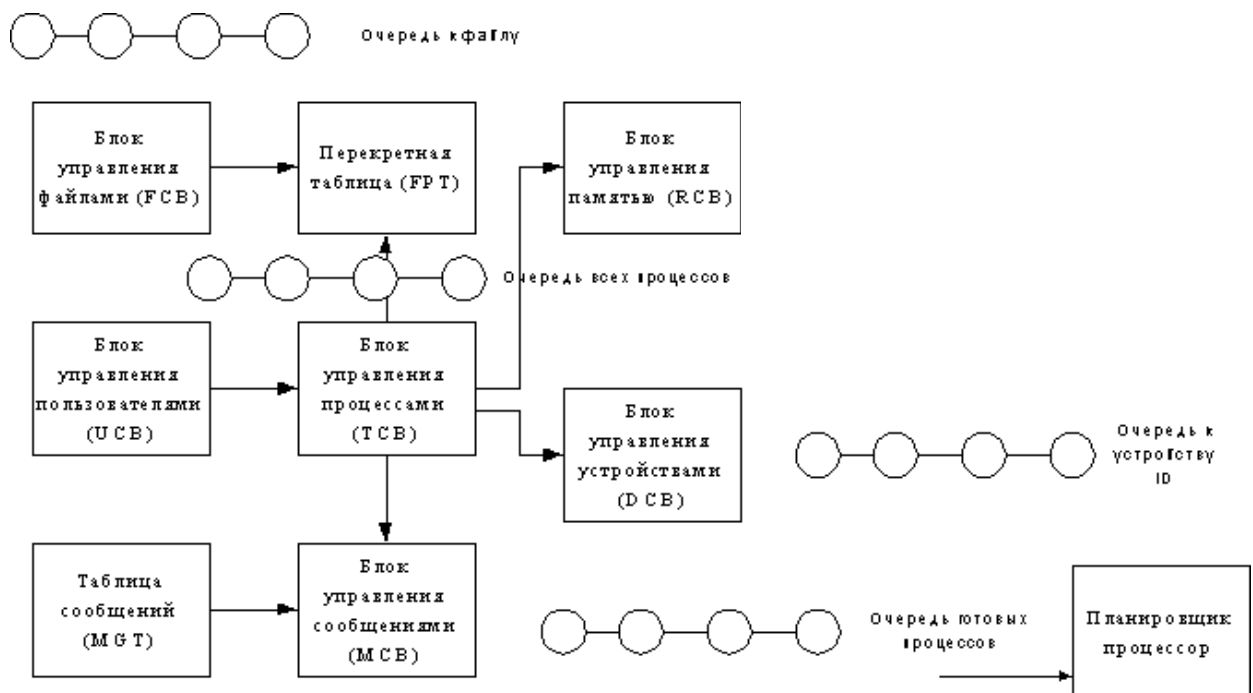 Очередь к файлу
Блок
управления
файлами (FCB)
Перекретная
таблица (FPT)
Блок
управления
памятью (RCB)
Очередь всех процессов
Блок
управления
пользователями
(UCB)
Блок
управления
процессами
(TCB)
Блок
управления
устройствами
(DCB)
Очередь к
устройству
ID
Таблица
сообщений
(MGT)
Блок
управления
сообщениями
(MCB)
Очередь готовых
процессов
Планировщик
процессор